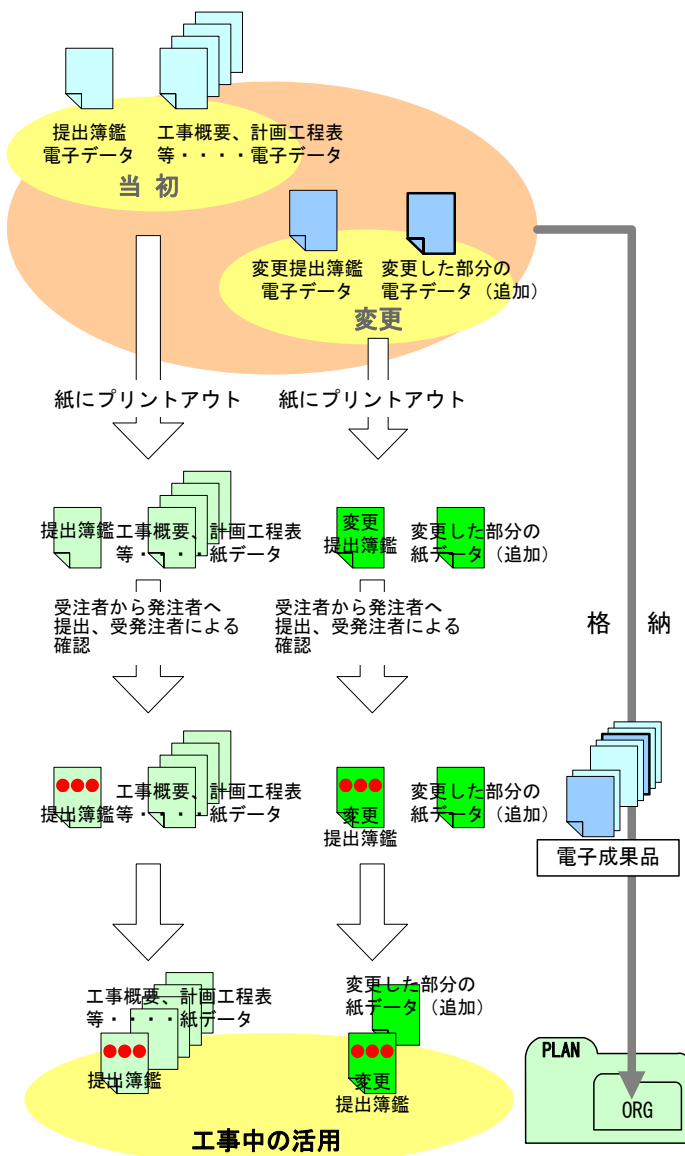 提出簿鑑
電子データ
工事概要、計画工程表
等・・・・電子データ
当 初
変更提出簿鑑
電子データ
変更した部分の
電子データ（追加）
変更
紙にプリントアウト
紙にプリントアウト
提出簿鑑
工事概要、計画工程表
等・・・・紙データ
変更
提出簿鑑
変更した部分の
紙データ（追加）
受注者から発注者へ
提出、受発注者による
確認
受注者から発注者へ
提出、受発注者による
確認
格 納
提出簿鑑
工事概要、計画工程表
等・・・・紙データ
変更
提出簿鑑
変更した部分の
紙データ（追加）
電子成果品
工事概要、計画工程表
等・・・・紙データ
提出簿鑑
変更した部分の
紙データ（追加）
変更
提出簿鑑
工事中の活用
PLAN
ORG